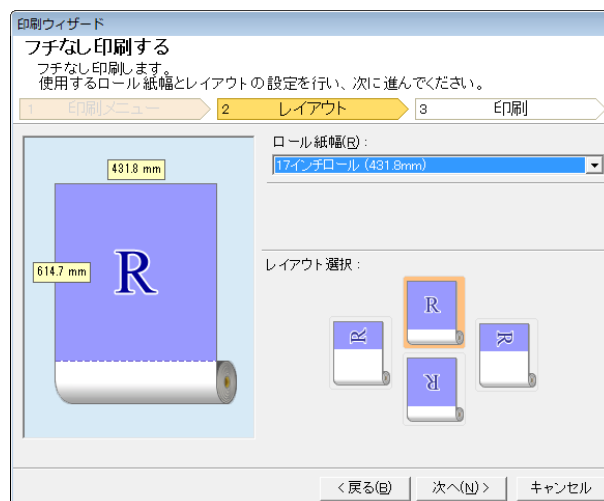 印刷ウィザード
フチなし印刷する
フチなし印刷します。
使用するロール紙幅とレイアウトの設定を行い、次に進んでください。
1 印刷メニュー 2 レイアウト 3 印刷
ロール紙幅(R):
17インチロール (431.8mm)
431.8 mm
614.7 mm
R
レイアウト選択:
R
R
R
R
<戻る(B) 次へ(N)> キャンセル